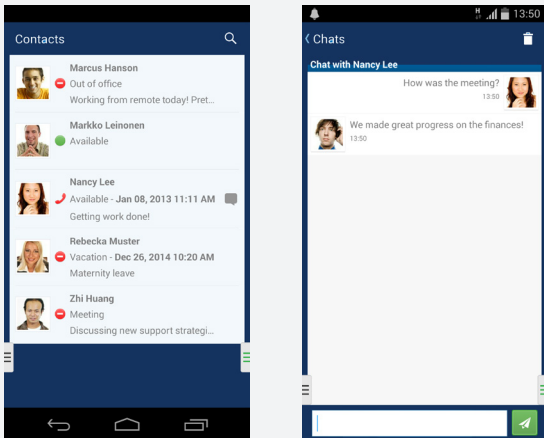 Contacts
Marcus Hanson
Out of office
Working from remote today! Pret...
Markko Leinonen
Available
Nancy Lee
Available - Jan 08, 2013 11:11 AM
Getting work done!
Rebecka Muster
Vacation - Dec 26, 2014 10:20 AM
Maternity leave
Zhi Huang
Meeting
Discussing new support strategi...
H 13:50
Chats
Chat with Nancy Lee
How was the meeting?
13:50
We made great progress on the finances!
13:50